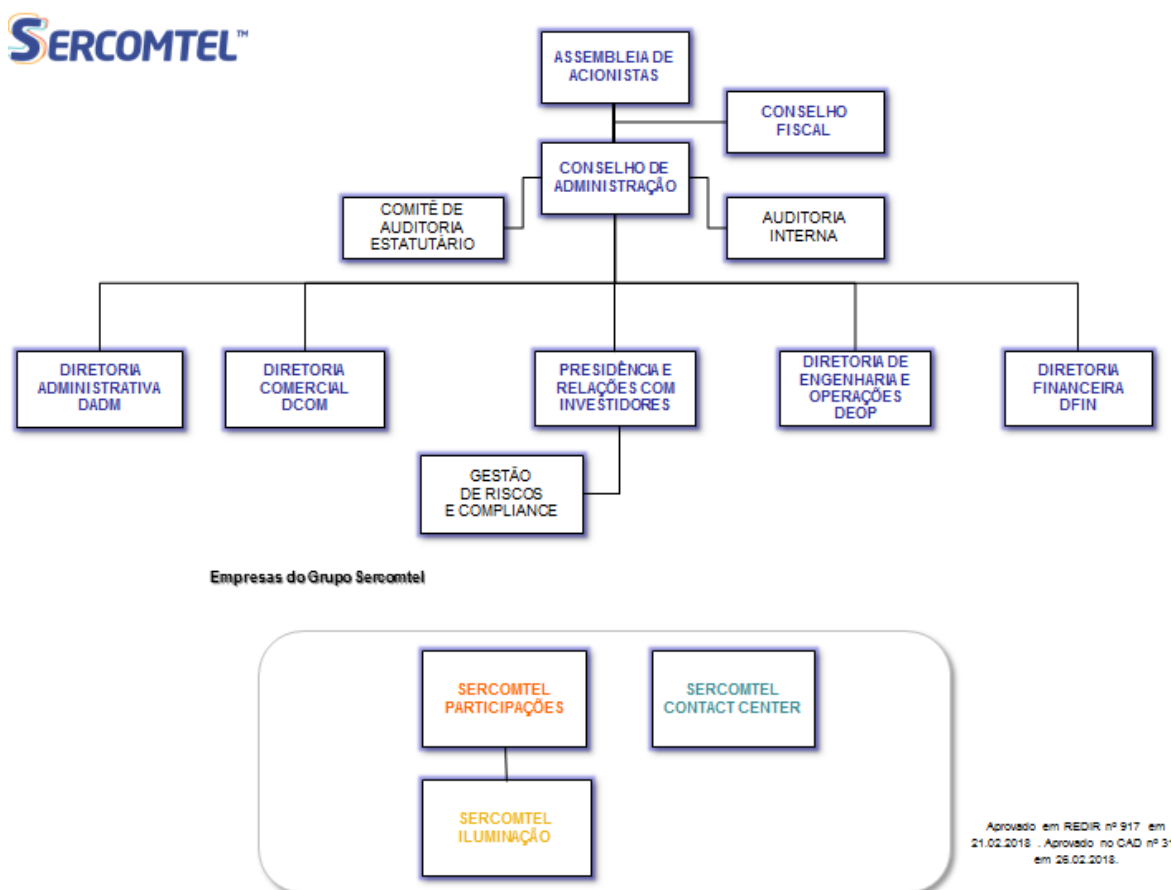 SERCOMTEL™
ASSEMBLEIA DE
ACIONISTAS
CONSELHO
FISCAL
CONSELHO DE
ADMINISTRAÇÃO
COMITÊ DE
AUDITORIA
ESTATUTÁRIO
AUDITORIA
INTERNA
DIRETORIA
ADMINISTRATIVA
DADM
DIRETORIA
COMERCIAL
DCOM
PRESIDÊNCIA E
RELAÇÕES COM
INVESTIDORES
DIRETORIA DE
ENGENHARIA E
OPERAÇÕES
DEOP
DIRETORIA
FINANCEIRA
DFIN
GESTÃO
DE RISCOS
E COMPLIANCE
Empresas do Grupo Sercomtel
SERCOMTEL
PARTICIPAÇÕES
SERCOMTEL
CONTACT CENTER
SERCOMTEL
ILUMINAÇÃO
Aprovado em REDIR nº 917 em
21.02.2018 . Aprovado no CAD nº
em 26.02.2018.